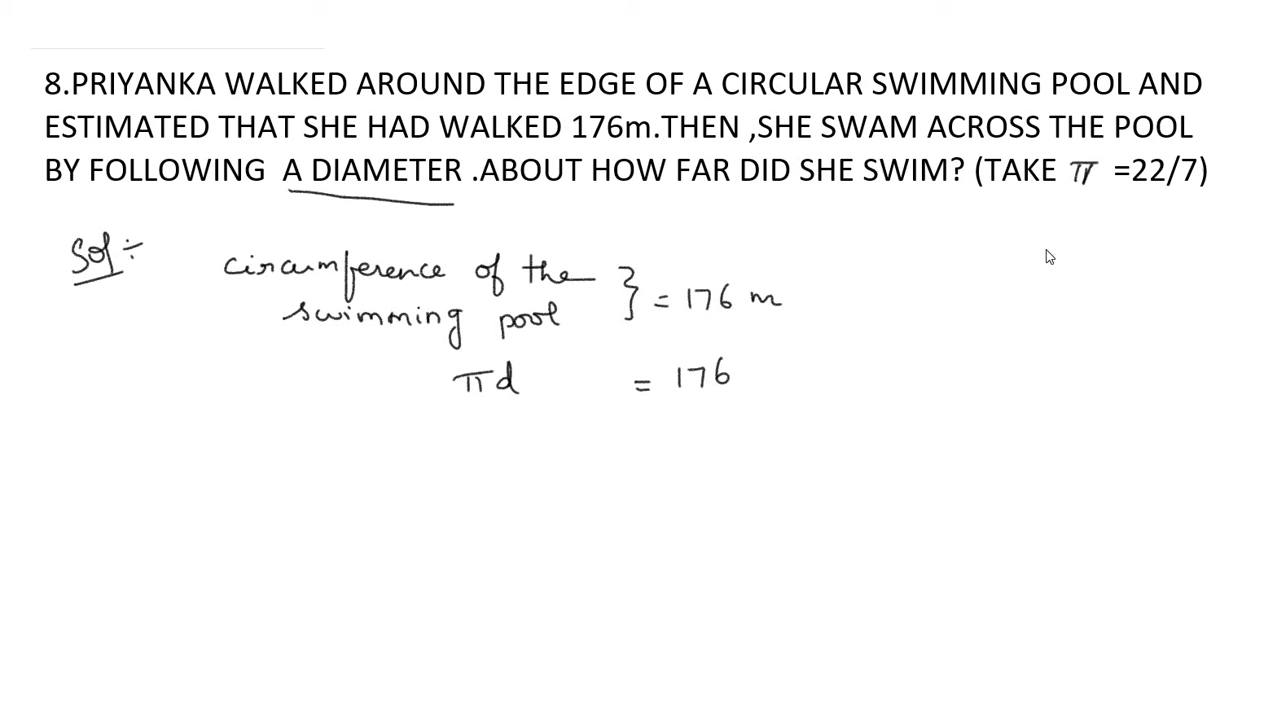 8.PRIYANKA WALKED AROUND THE EDGE OF A CIRCULAR SWIMMING POOL AND
ESTIMATED THAT SHE HAD WALKED 176m.THEN ,SHE SWAM ACROSS THE POOL
BY FOLLOWING A DIAMETER .ABOUT HOW FAR DID SHE SWIM? (TAKE π =22/7)
Sol ÷
circumference of the
swimming pool } = 176 m
πd = 176